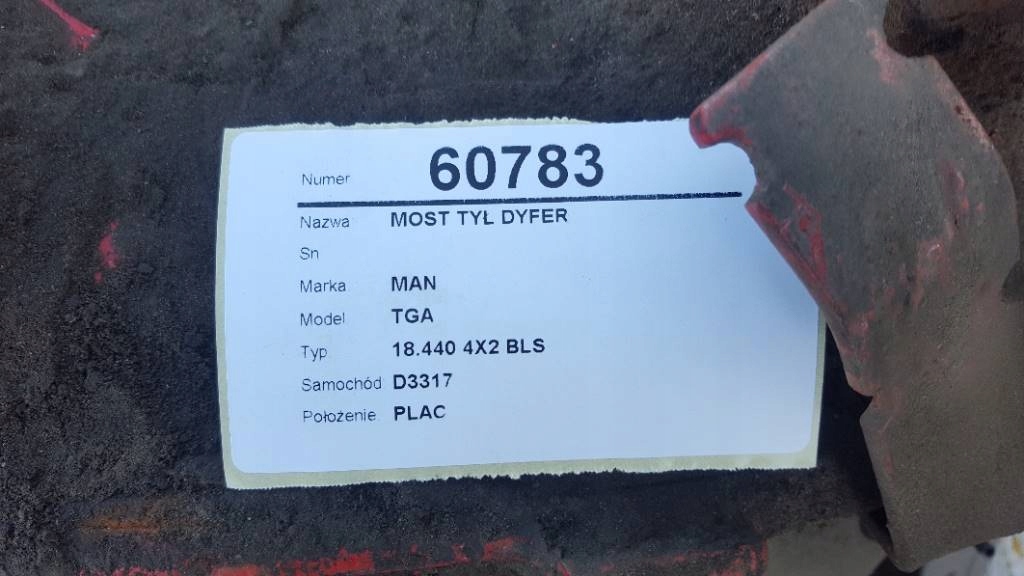 Numer 60783
Nazwa MOST TYŁ DYFER
Sn
Marka MAN
Model TGA
Typ 18.440 4X2 BLS
Samochód D3317
Położenie PLAC